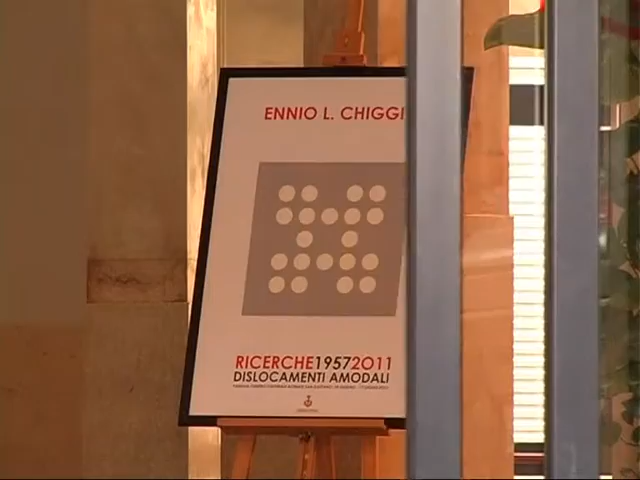 ENNIO L. CHIGGI
RICERCHE19572011
DISLOCAMENTI AMODALI